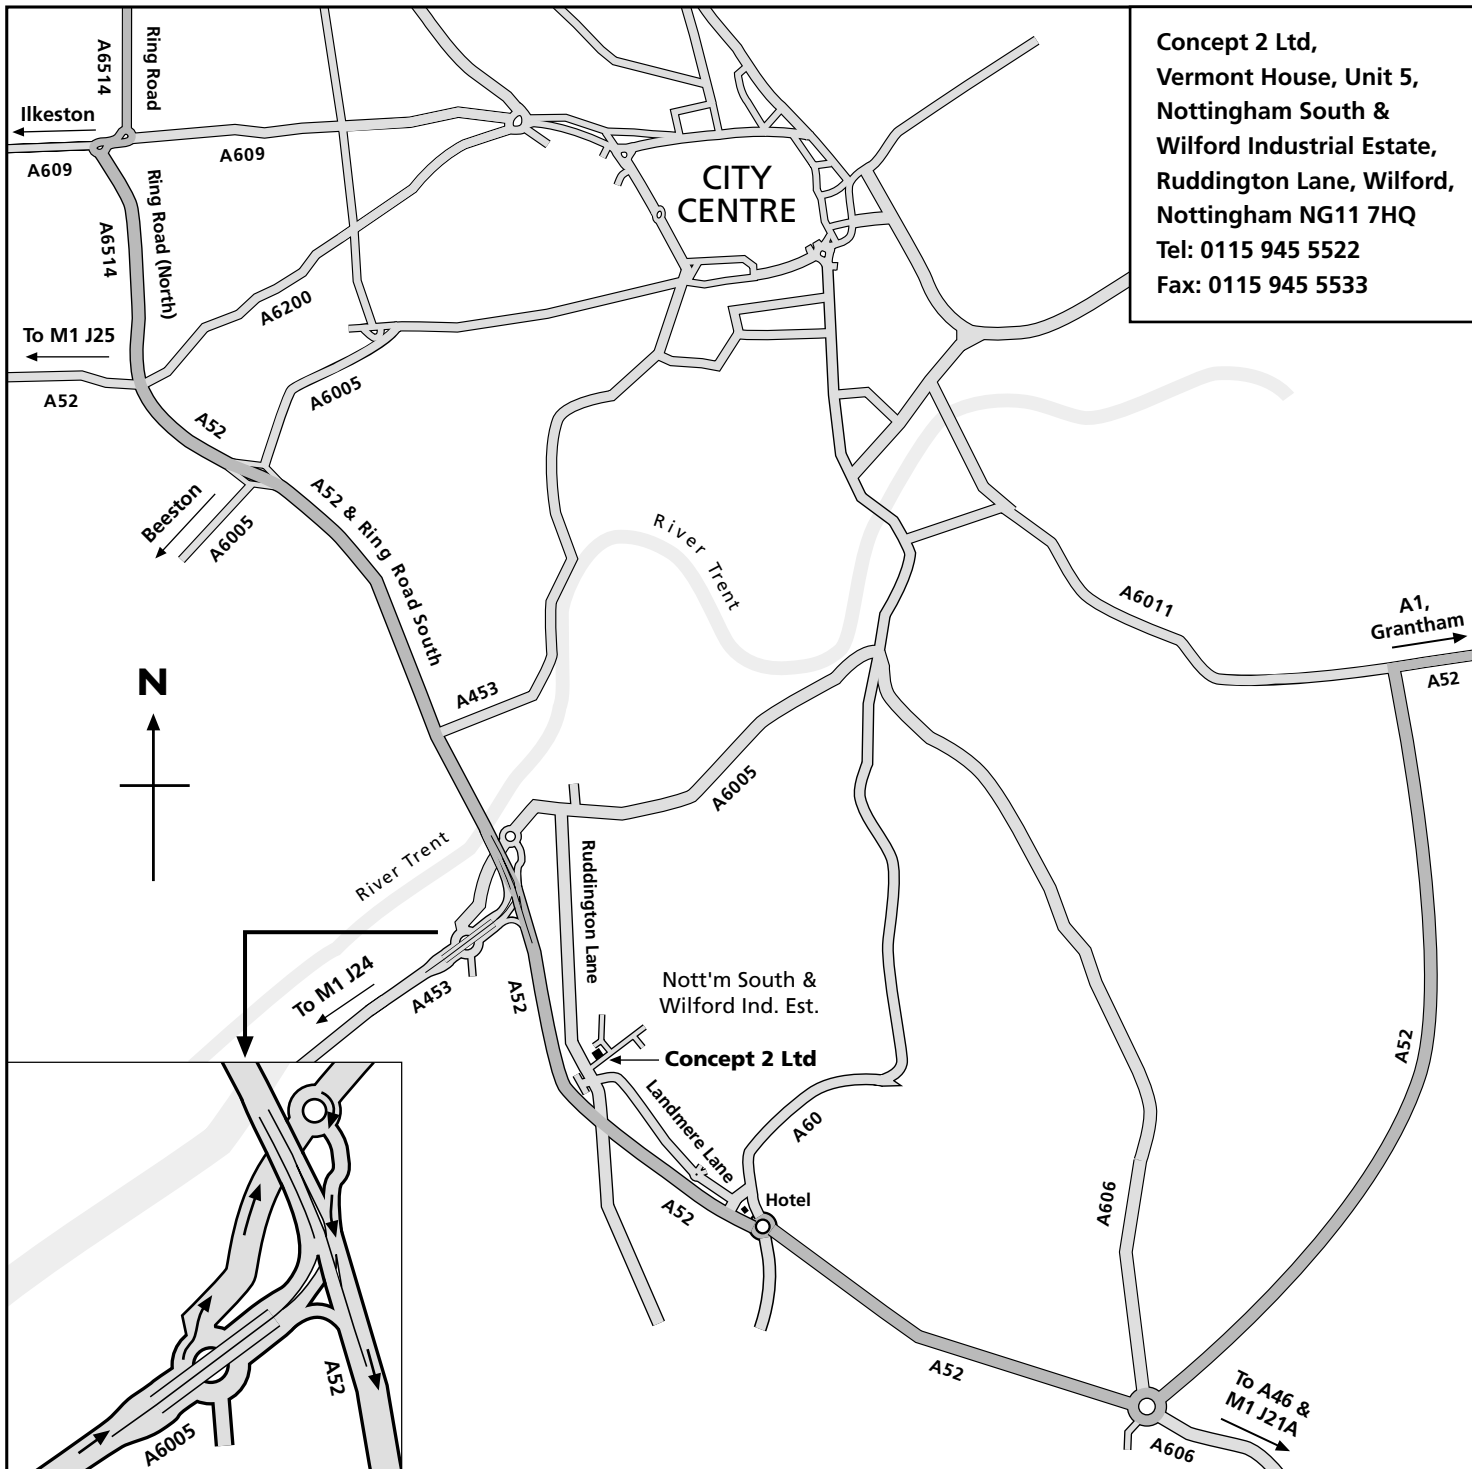 Concept 2 Ltd,
Vermont House, Unit 5,
Nottingham South &
Wilford Industrial Estate,
Ruddington Lane, Wilford,
Nottingham NG11 7HQ
Tel: 0115 945 5522
Fax: 0115 945 5533
A6514
Ring Road
Ilkeston
A609
A609
CITY
CENTRE
A6514
Ring Road (North)
A6200
To M1 J25
A52
A6005
A52
Beeston
A6005
A52 & Ring Road South
River Trent
A6011
A1,
Grantham
A52
N
A453
A6005
River Trent
Ruddington Lane
To M1 J24
A453
A52
Nott'm South &
Wilford Ind. Est.
Concept 2 Ltd
A52
Landmere Lane
A60
Hotel
A52
A606
A52
To A46 &
M1 J21A
A606
A52
A6005